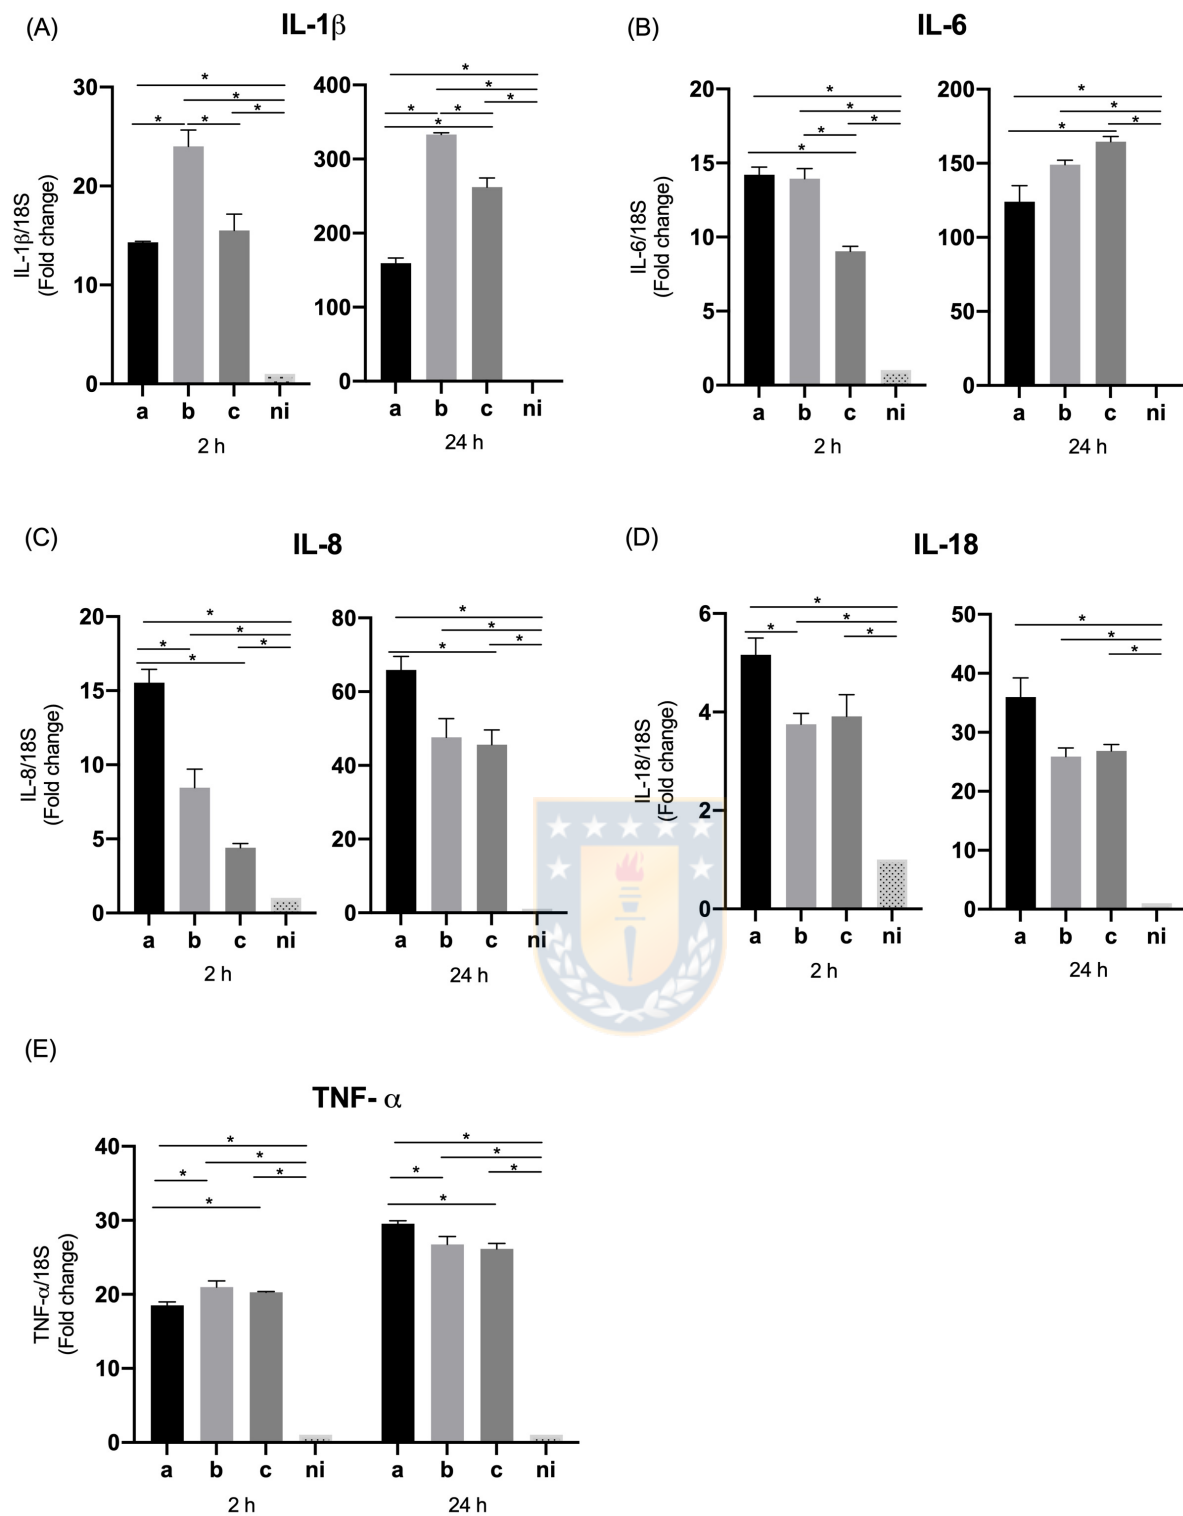 (A)
IL-1β
(B)
IL-6
IL-1β/18S
(Fold change)
30
20
10
0
* * * * *
a b c ni
2 h
400
300
200
100
0
* * * * * *
a b c ni
24 h
IL-6/18S
(Fold change)
20
15
10
5
0
* * * * *
a b c ni
2 h
200
150
100
50
0
* * * *
a b c ni
24 h
(C)
IL-8
(D)
IL-18
IL-8/18S
(Fold change)
20
15
10
5
0
* * * * *
a b c ni
2 h
80
60
40
20
0
* * * *
a b c ni
24 h
IL-18/18S
(Fold change)
6
4
2
0
* * * *
a b c ni
2 h
50
40
30
20
10
0
* * *
a b c ni
24 h
(E)
TNF- α
TNF-α/18S
(Fold change)
40
30
20
10
0
* * * * *
a b c ni
2 h
* * * * *
a b c ni
24 h